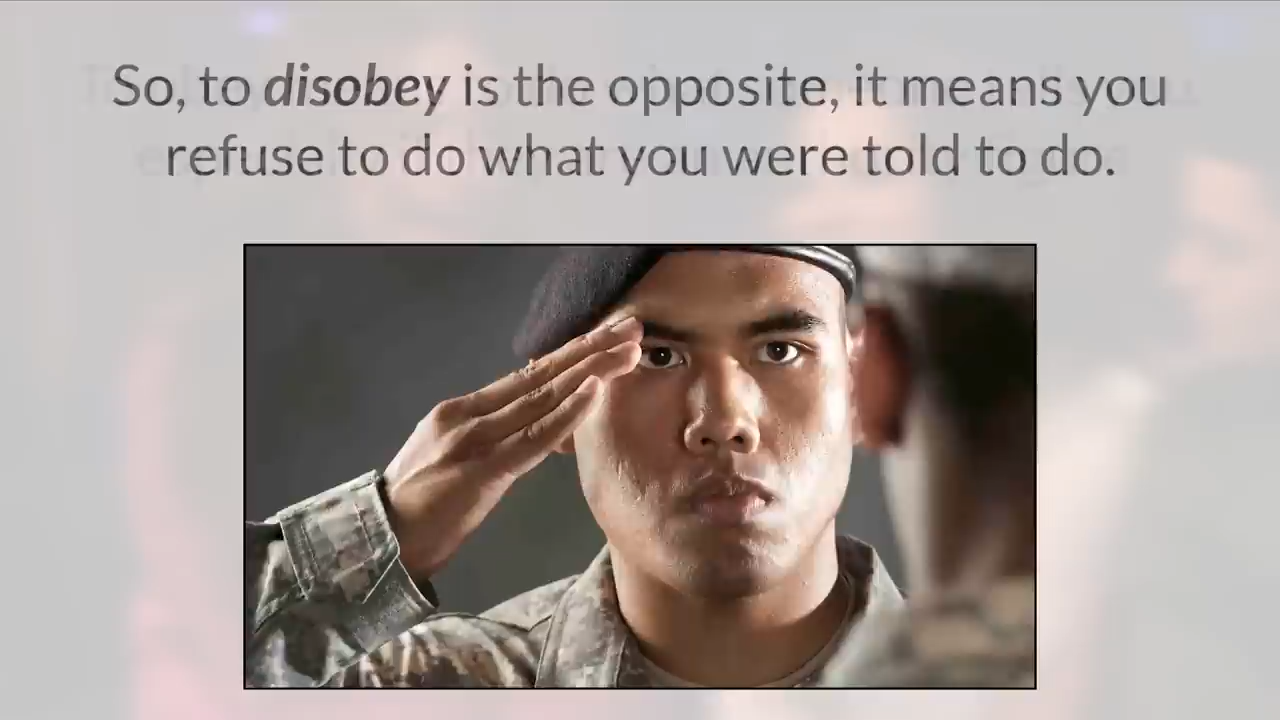 So, to disobey is the opposite, it means you
refuse to do what you were told to do.